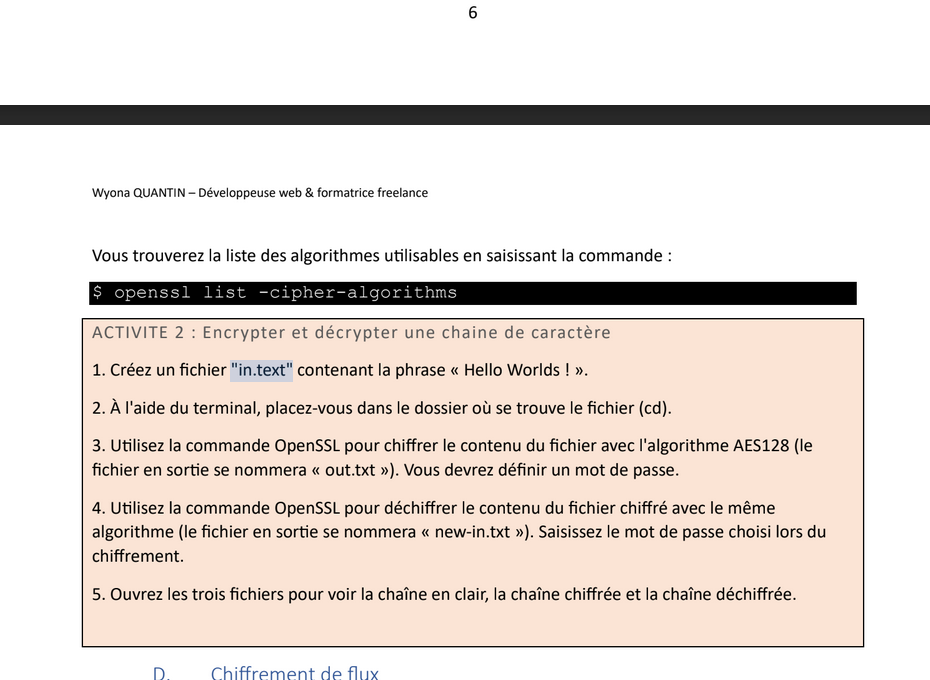 6
Wyona QUANTIN – Développeuse web & formatrice freelance
Vous trouverez la liste des algorithmes utilisables en saisissant la commande :
$ openssl list -cipher-algorithms
ACTIVITE 2 : Encrypter et décrypter une chaine de caractère
1. Créez un fichier "in.text" contenant la phrase « Hello Worlds ! ».
2. À l'aide du terminal, placez-vous dans le dossier où se trouve le fichier (cd).
3. Utilisez la commande OpenSSL pour chiffrer le contenu du fichier avec l'algorithme AES128 (le
fichier en sortie se nommera « out.txt »). Vous devrez définir un mot de passe.
4. Utilisez la commande OpenSSL pour déchiffrer le contenu du fichier chiffré avec le même
algorithme (le fichier en sortie se nommera « new-in.txt »). Saisissez le mot de passe choisi lors du
chiffrement.
5. Ouvrez les trois fichiers pour voir la chaîne en clair, la chaîne chiffrée et la chaîne déchiffrée.
D. Chiffrement de flux